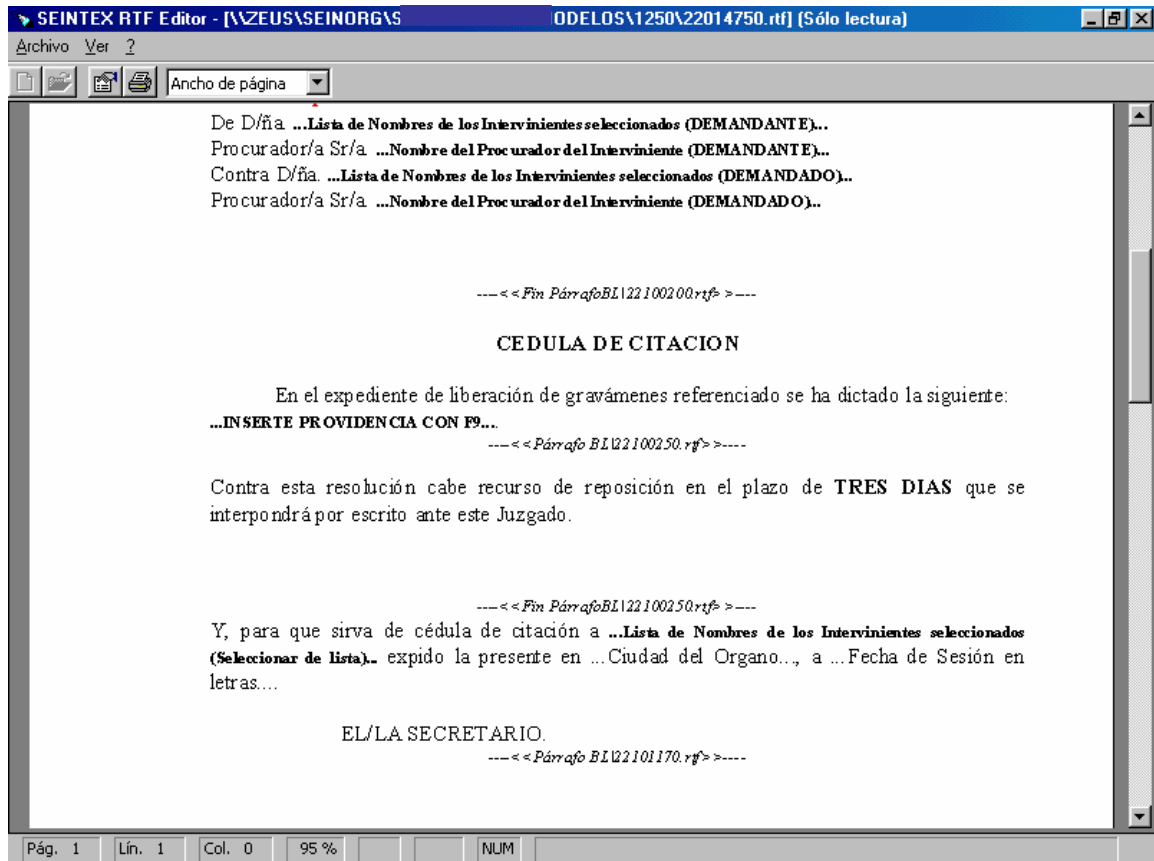 SEINTEX RTF Editor - [\\ZEUS\SEINORG\S ODELOS\1250\22014750.rtf] (Sólo lectura)
Archivo Ver ?
Ancho de página
De D/ña. ...Lista de Nombres de los Intervinientes seleccionados (DEMANDANTE)...
Procurador/a Sr/a. ...Nombre del Procurador del Interviniente (DEMANDANTE)...
Contra D/ña. ...Lista de Nombres de los Intervinientes seleccionados (DEMANDADO)...
Procurador/a Sr/a. ...Nombre del Procurador del Interviniente (DEMANDADO)...
----<<Fin PárrafoBL\22100200.rtf>>----
CEDULA DE CITACION
En el expediente de liberación de gravámenes referenciado se ha dictado la siguiente:
...INSERTE PROVIDENCIA CON F9....
----<<Párrafo BL\22100250.rtf>>----
Contra esta resolución cabe recurso de reposición en el plazo de TRES DIAS que se
interpondrá por escrito ante este Juzgado.
----<<Fin PárrafoBL\22100250.rtf>>----
Y, para que sirva de cédula de citación a ...Lista de Nombres de los Intervinientes seleccionados
(Seleccionar de lista)... expido la presente en ...Ciudad del Organo..., a ...Fecha de Sesión en
letras....
EL/LA SECRETARIO.
----<<Párrafo BL\22101170.rtf>>----
Pág. 1 Lín. 1 Col. 0 95 % NUM